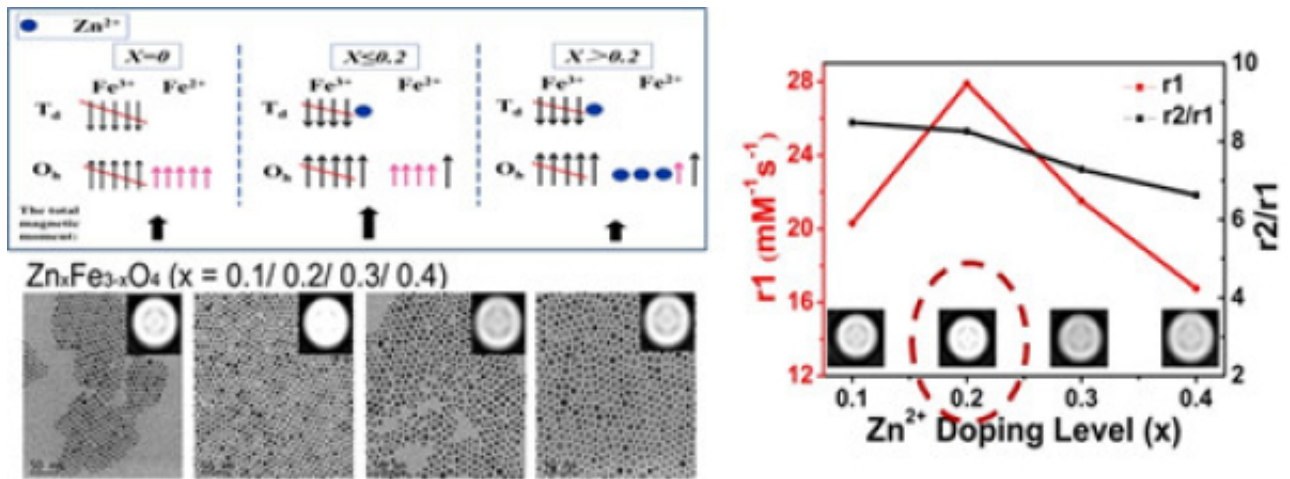 Zn2+
X=0
X≤0.2
X >0.2
Fe3+ Fe2+
Fe3+ Fe2+
Fe3+ Fe2+
Td
Td
Td
Oh
Oh
Oh
The total
magnetic
moment:
ZnxFe3-xO4 (x = 0.1/ 0.2/ 0.3/ 0.4)
50 nm
r1 (mM-1s-1)
28
24
20
16
12
r1
r2/r1
10
8
6
4
2
r2/r1
0.1 0.2 0.3 0.4
Zn2+ Doping Level (x)